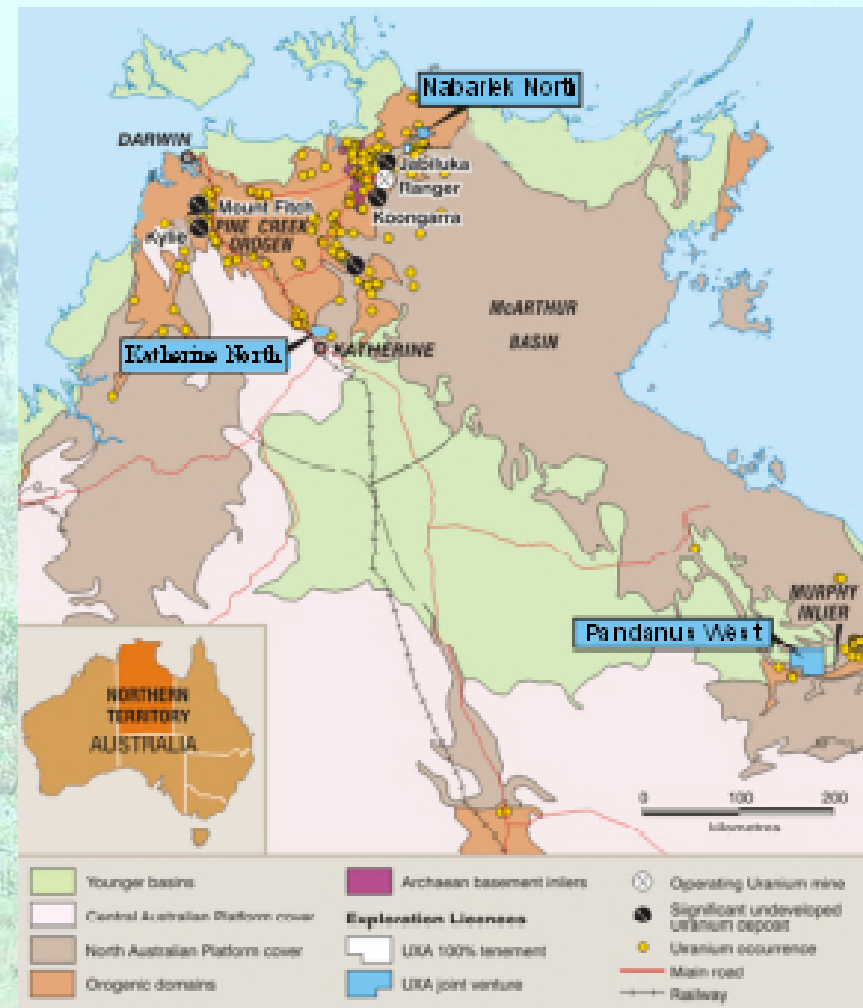 Nabarlek North
DARWIN
Jabiluka
Ranger
Mount Fitch
Koongarra
Kylie
PINE CREEK
OROGEN
McARTHUR
BASIN
Katherine North
KATHERINE
MURPHY
INLIER
Pandanus West
NORTHERN
TERRITORY
AUSTRALIA
0 100 200
kilometres
Younger basins
Central Australian Platform cover
North Australian Platform cover
Orogenic domains
Archaean basement inliers
Exploration Licenses
UXA 100% tenement
UXA joint venture
Operating Uranium mine
Significant undeveloped
Uranium deposit
Uranium occurrence
Main road
Railway